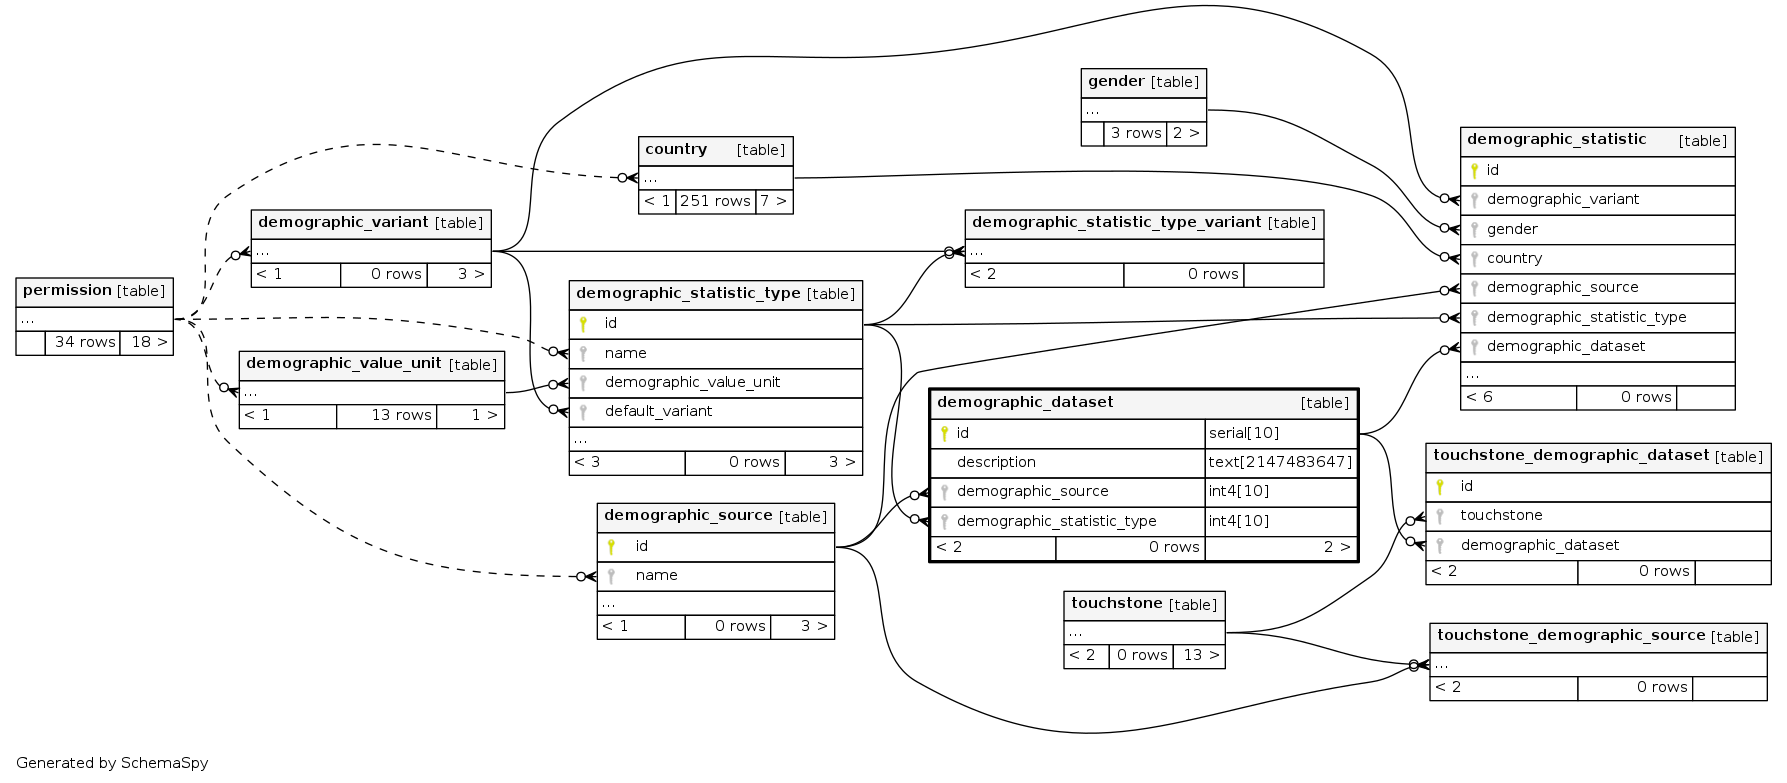 gender [table]
...
3 rows 2 >
country [table]
...
< 1 251 rows 7 >
demographic_statistic [table]
id
demographic_variant
gender
country
demographic_source
demographic_statistic_type
demographic_dataset
...
< 6 0 rows
demographic_variant [table]
...
< 1 0 rows 3 >
demographic_statistic_type_variant [table]
...
< 2 0 rows
permission [table]
...
34 rows 18 >
demographic_statistic_type [table]
id
name
demographic_value_unit
default_variant
...
< 3 0 rows 3 >
demographic_value_unit [table]
...
< 1 13 rows 1 >
demographic_dataset [table]
id serial[10]
description text[2147483647]
demographic_source int4[10]
demographic_statistic_type int4[10]
< 2 0 rows 2 >
touchstone_demographic_dataset [table]
id
touchstone
demographic_dataset
< 2 0 rows
demographic_source [table]
id
name
...
< 1 0 rows 3 >
touchstone [table]
...
< 2 0 rows 13 >
touchstone_demographic_source [table]
...
< 2 0 rows
Generated by SchemaSpy